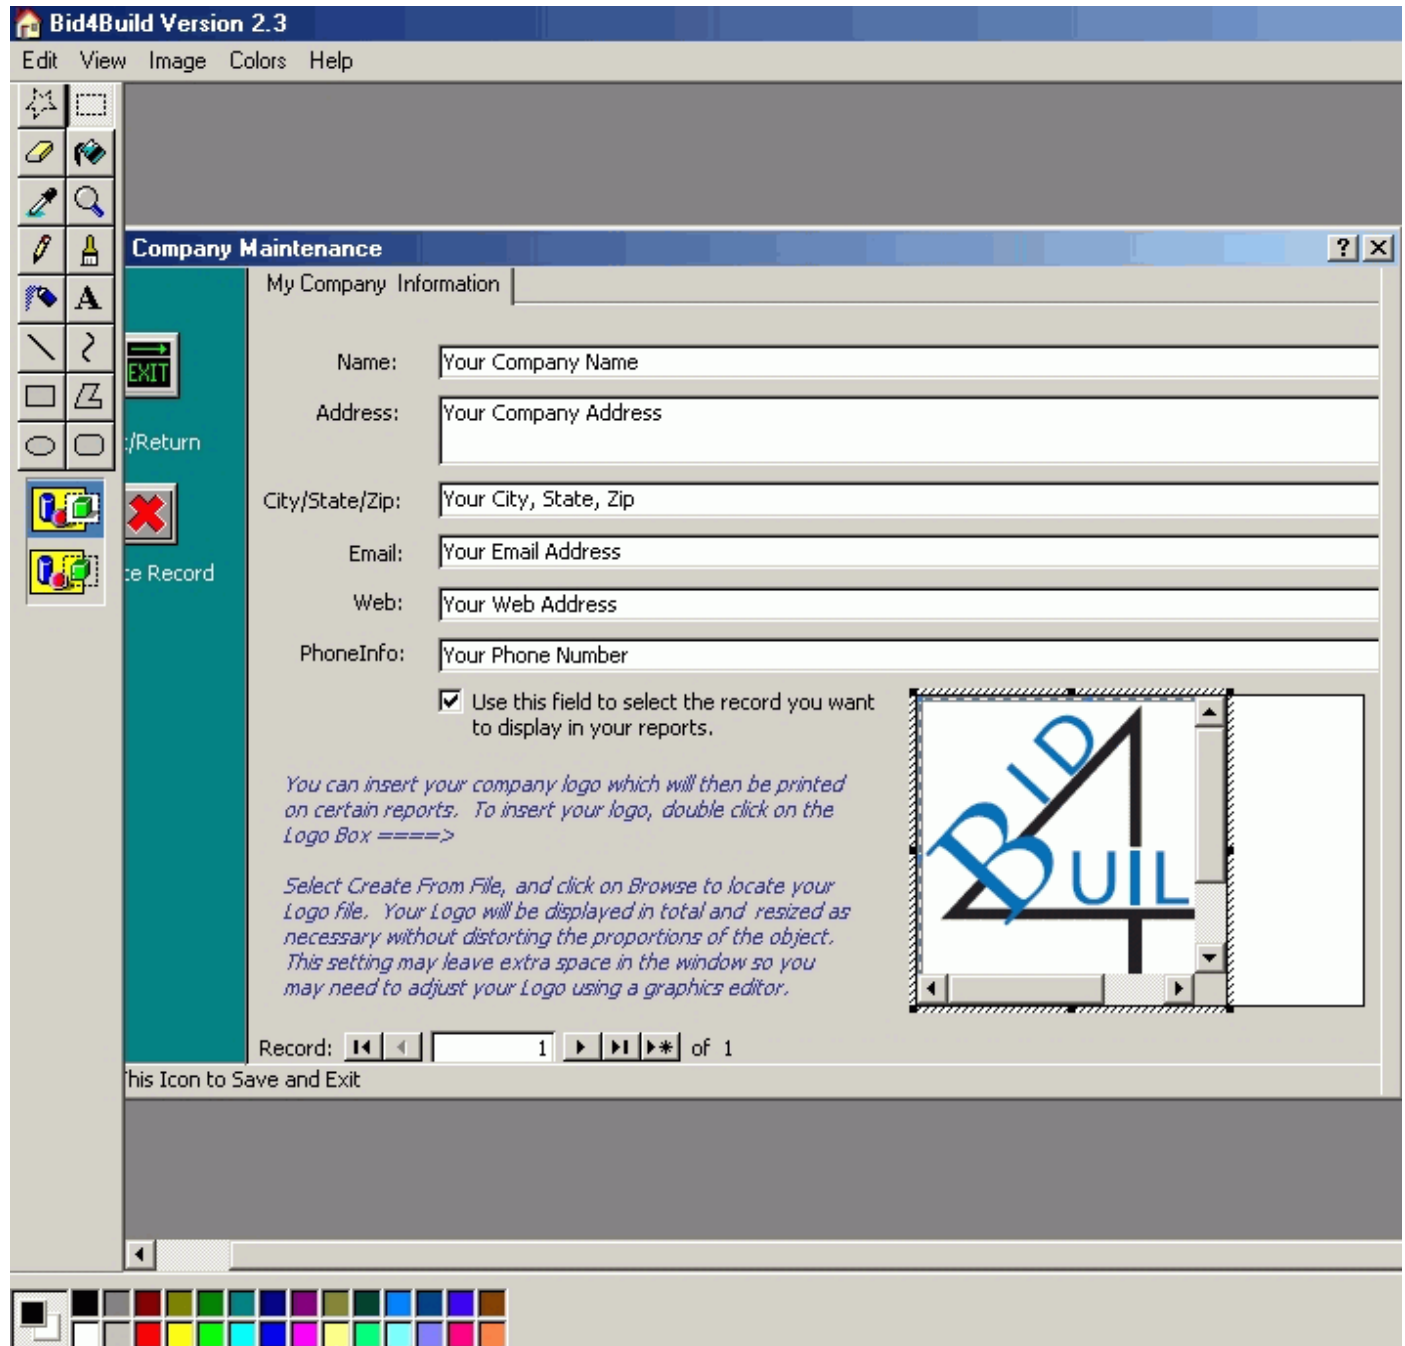 Bid4Build Version 2.3
Edit View Image Colors Help
Company Maintenance
My Company Information
EXIT
Name: Your Company Name
Address: Your Company Address
:/Return
City/State/Zip: Your City, State, Zip
Email: Your Email Address
te Record
Web: Your Web Address
PhoneInfo: Your Phone Number
Use this field to select the record you want
to display in your reports.
You can insert your company logo which will then be printed
on certain reports. To insert your logo, double click on the
Logo Box ====>
Select Create From File, and click on Browse to locate your
Logo file. Your Logo will be displayed in total and resized as
necessary without distorting the proportions of the object.
This setting may leave extra space in the window so you
may need to adjust your Logo using a graphics editor.
BID
4
BUIL
Record: 1 of 1
This Icon to Save and Exit